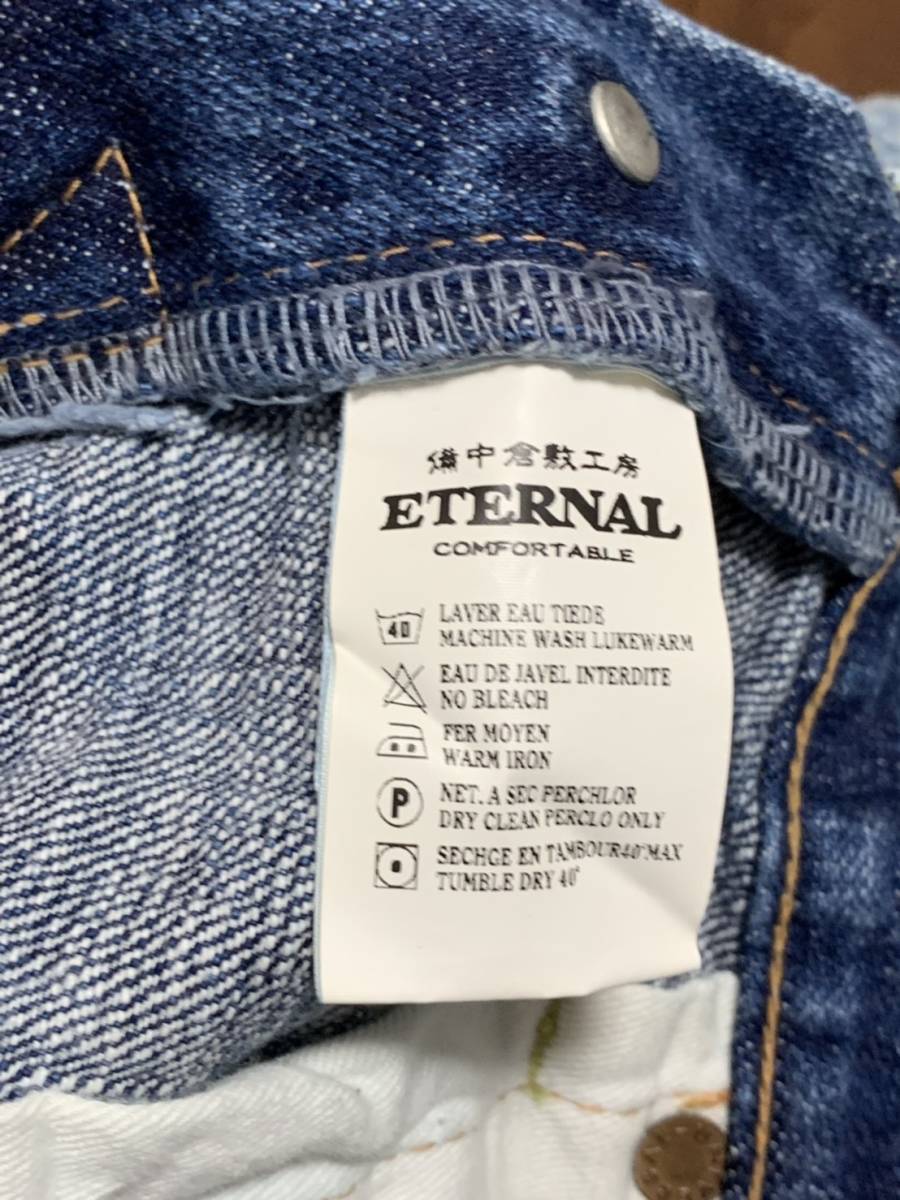 備中倉敷工房
ETERNAL
COMFORTABLE
40
LAVER EAU TIEDE
MACHINE WASH LUKEWARM
EAU DE JAVEL INTERDITE
NO BLEACH
FER MOYEN
WARM IRON
P
NET. A SEC PERCHLOR
DRY CLEAN PERCLO ONLY
SECHGE EN TAMBOUR40°MAX
TUMBLE DRY 40°